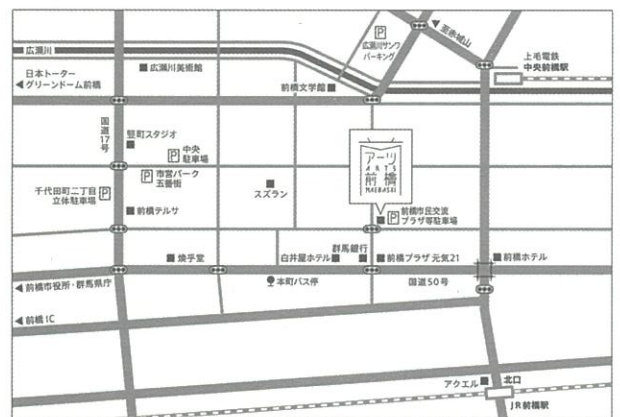 至赤城山
P
広瀬川サンワ
パーキング
上毛電鉄
中央前橋駅
広瀬川
広瀬川美術館
日本トーター
グリーンドーム前橋
前橋文学館
国道17号
竪町スタジオ
P 中央
駐車場
P 市営パーク
五番街
アーツ
ARTS
前橋
MAEBASHI
スズラン
千代田町二丁目
立体駐車場 P
前橋テルサ
P 前橋市民交流
プラザ等駐車場
群馬銀行
煥乎堂
白井屋ホテル
前橋プラザ 元気21
前橋ホテル
本町バス停
国道50号
前橋市役所・群馬県庁
前橋IC
アクエル
北口
JR前橋駅